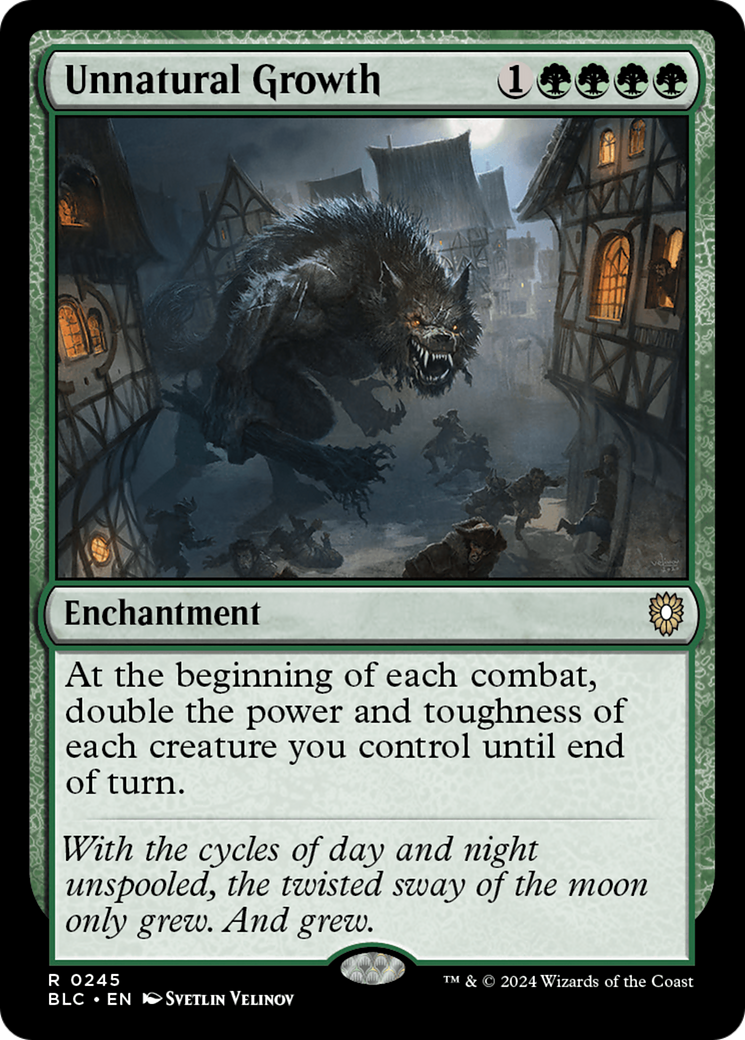 Unnatural Growth 1
Enchantment
At the beginning of each combat,
double the power and toughness of
each creature you control until end
of turn.
With the cycles of day and night
unspooled, the twisted sway of the moon
only grew. And grew.
R 0245
BLC • EN Svetlin Velinov
™ & © 2024 Wizards of the Coast